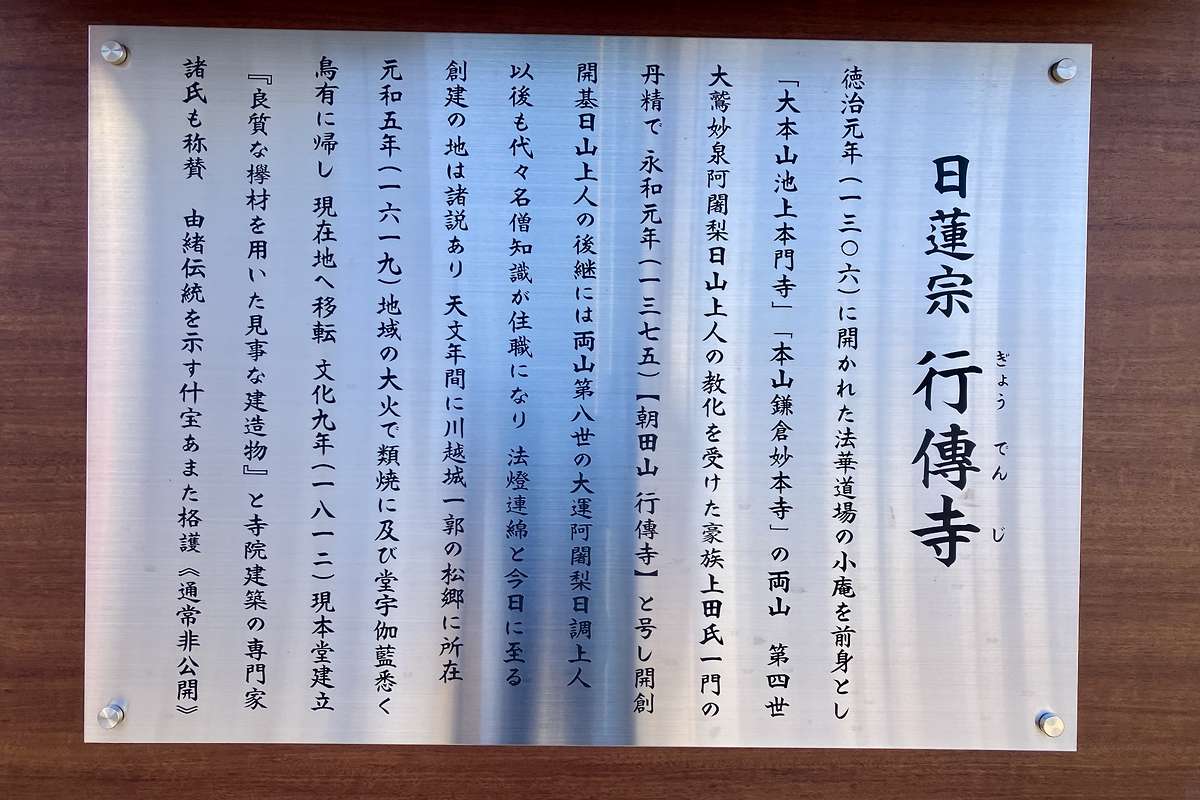 日蓮宗 行傳寺
ぎょう でん じ
徳治元年(一三〇六)に開かれた法華道場の小庵を前身とし
「大本山池上本門寺」「本山鎌倉妙本寺」の両山 第四世
大鷲妙泉阿闍梨日山上人の教化を受けた豪族上田氏一門の
丹精で 永和元年(一三七五)【朝田山 行傳寺】と号し開創
開基日山上人の後継には両山第八世の大運阿闍梨日調上人
以後も代々名僧知識が住職になり 法燈連綿と今日に至る
創建の地は諸説あり 天文年間に川越城一郭の松郷に所在
元和五年(一六一九)地域の大火で類焼に及び堂宇伽藍悉く
烏有に帰し 現在地へ移転 文化九年(一八一二)現本堂建立
『良質な欅材を用いた見事な建造物』と寺院建築の専門家
諸氏も称賛 由緒伝統を示す什宝あまた格護《通常非公開》